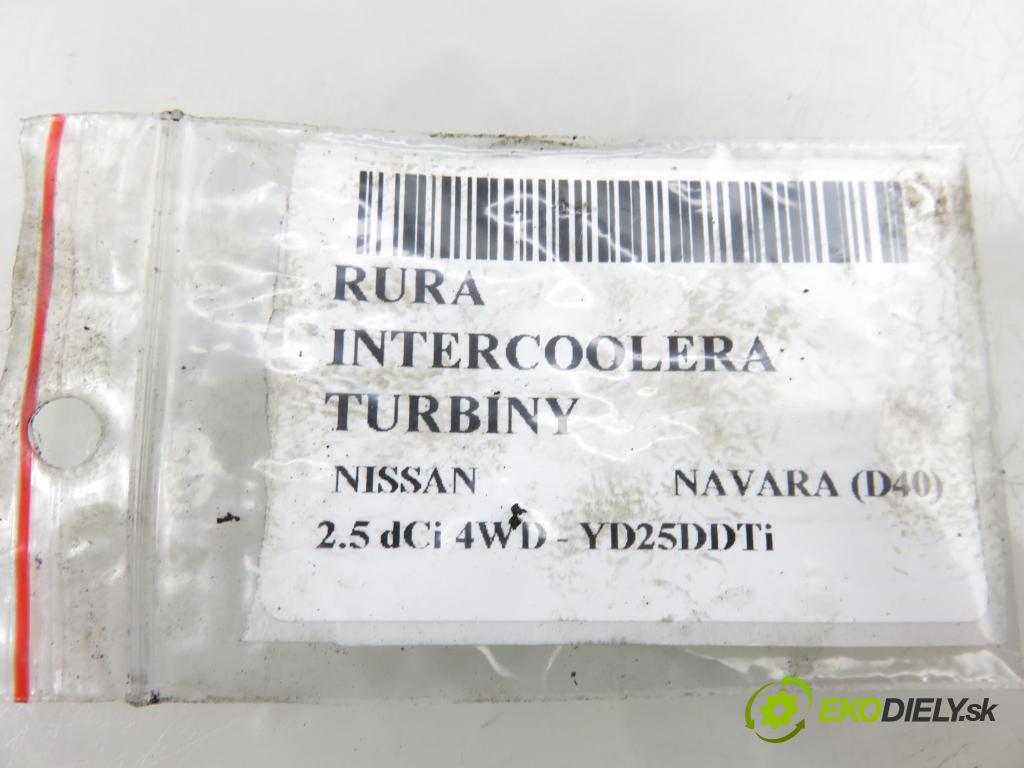 RURA
INTERCOOLERA
TURBINY
NISSAN NAVARA (D40)
2.5 dCi 4WD - YD25DDTi
EKODIELY.sk